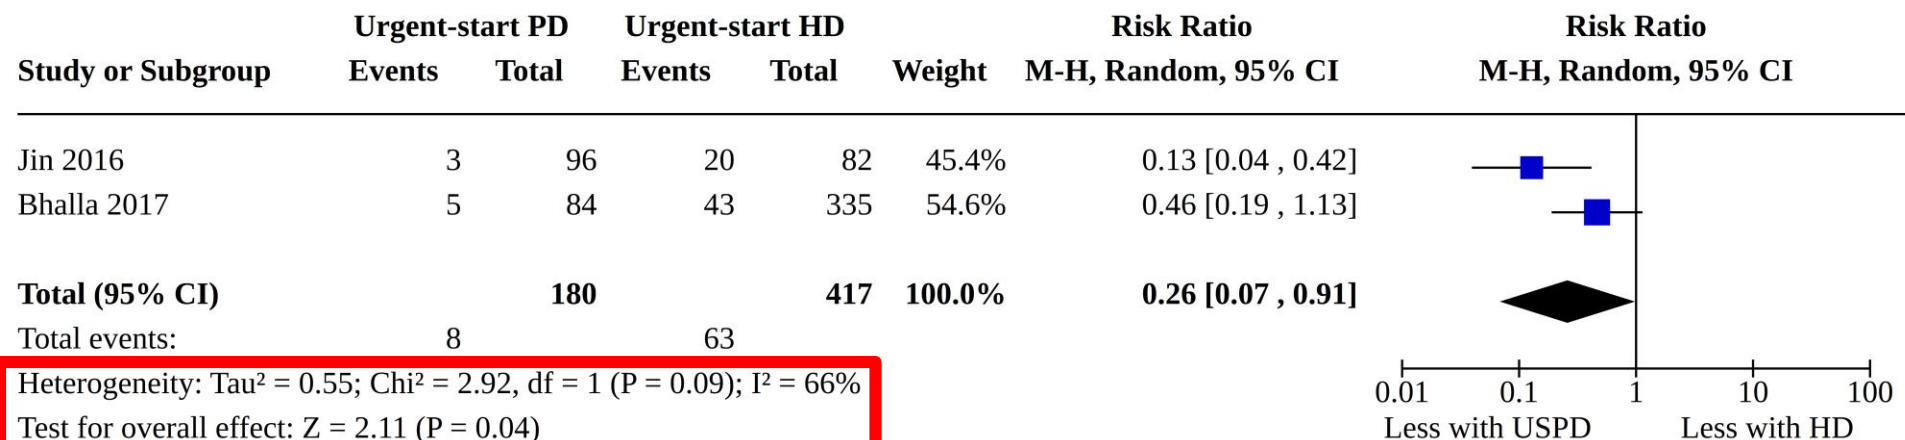 Urgent-start PD Urgent-start HD Risk Ratio Risk Ratio
Study or Subgroup Events Total Events Total Weight M-H, Random, 95% CI M-H, Random, 95% CI
Jin 2016 3 96 20 82 45.4% 0.13 [0.04 , 0.42]
Bhalla 2017 5 84 43 335 54.6% 0.46 [0.19 , 1.13]
Total (95% CI) 180 417 100.0% 0.26 [0.07 , 0.91]
Total events: 8 63
Heterogeneity: Tau² = 0.55; Chi² = 2.92, df = 1 (P = 0.09); I² = 66%
0.01 0.1 1 10 100
Test for overall effect: Z = 2.11 (P = 0.04) Less with USPD Less with HD